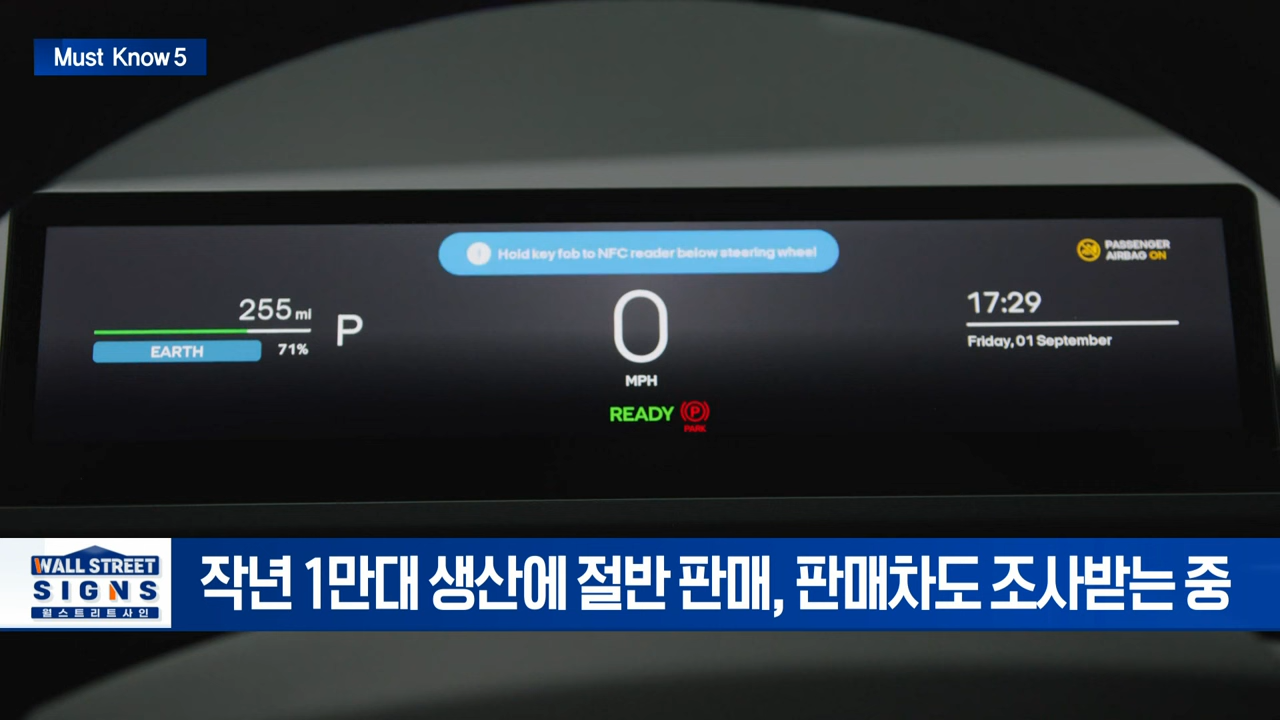 Must Know 5
Hold key fob to NFC reader below steering wheel
PASSENGER
AIRBAG ON
255 mi
P
EARTH
71%
0
MPH
READY
PARK
17:29
Friday, 01 September
WALL STREET
SIGNS
월스트리트사인
작년 1만대 생산에 절반 판매, 판매차도 조사받는 중